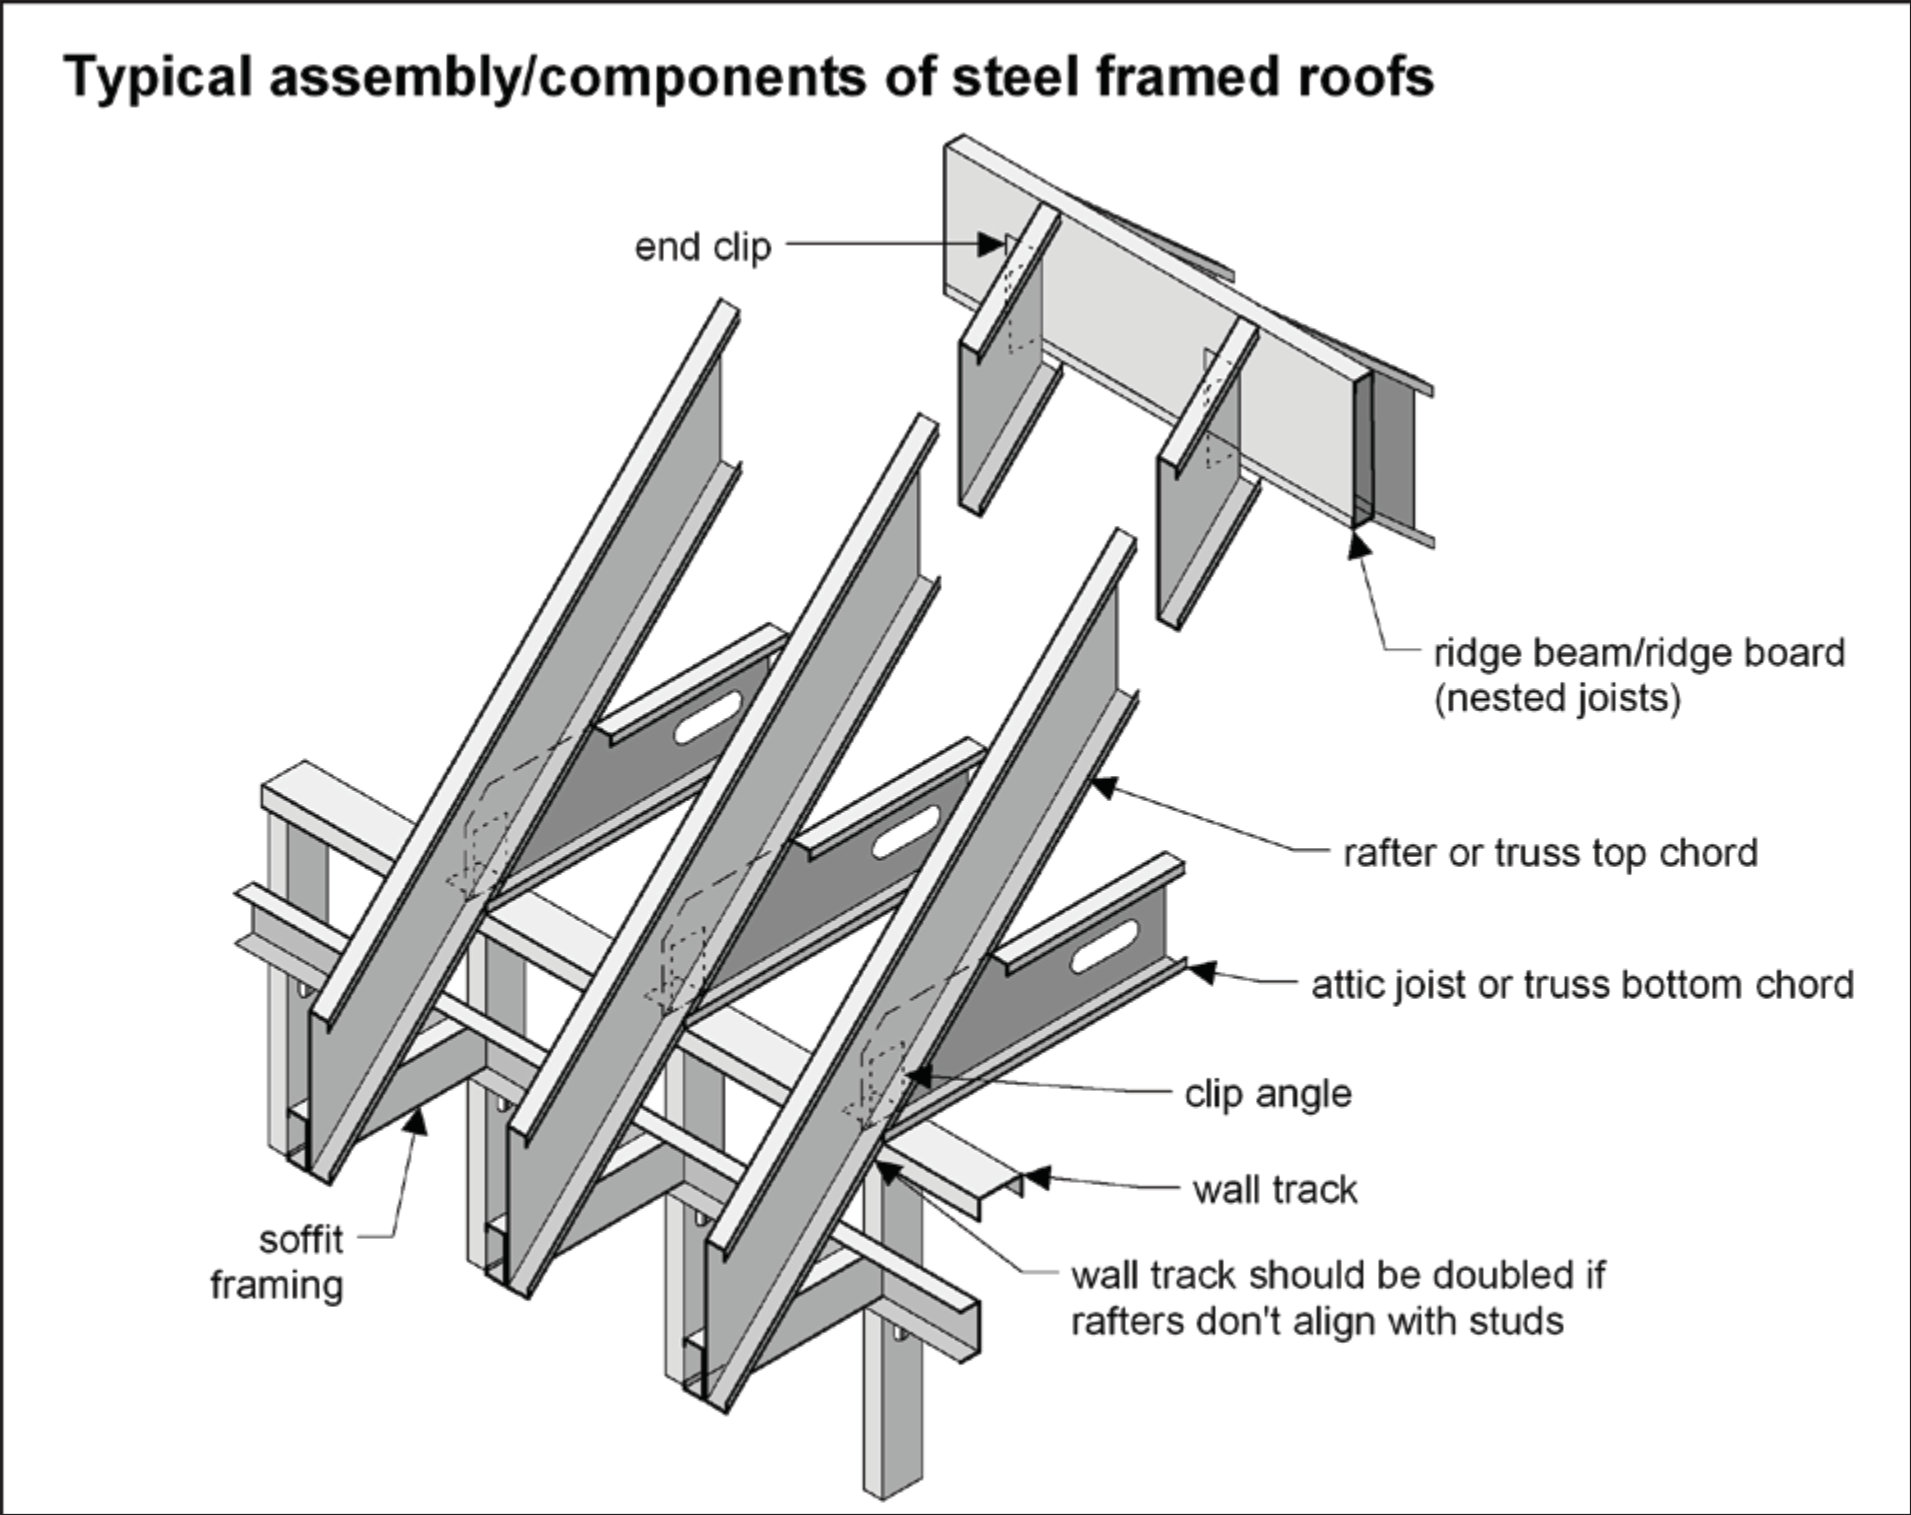 Typical assembly/components of steel framed roofs
end clip
ridge beam/ridge board
(nested joists)
rafter or truss top chord
attic joist or truss bottom chord
clip angle
wall track
soffit
framing
wall track should be doubled if
rafters don't align with studs